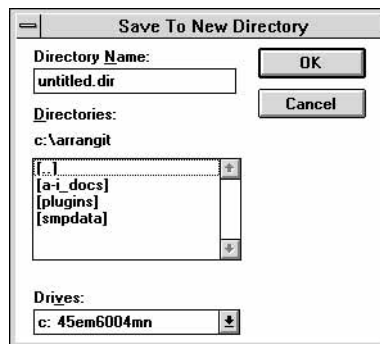 Save To New Directory
Directory Name:
untitled.dir
OK
Cancel
Directories:
c:\arrangit
[..]
[a-i_docs]
[plugins]
[smpdata]
Drives:
c: 45em6004mn